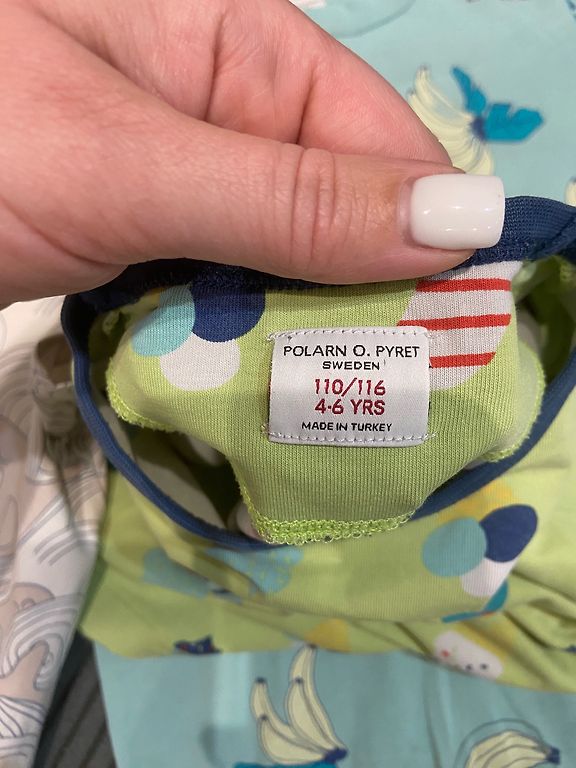 POLARN O. PYRET
SWEDEN
110/116
4-6 YRS
MADE IN TURKEY